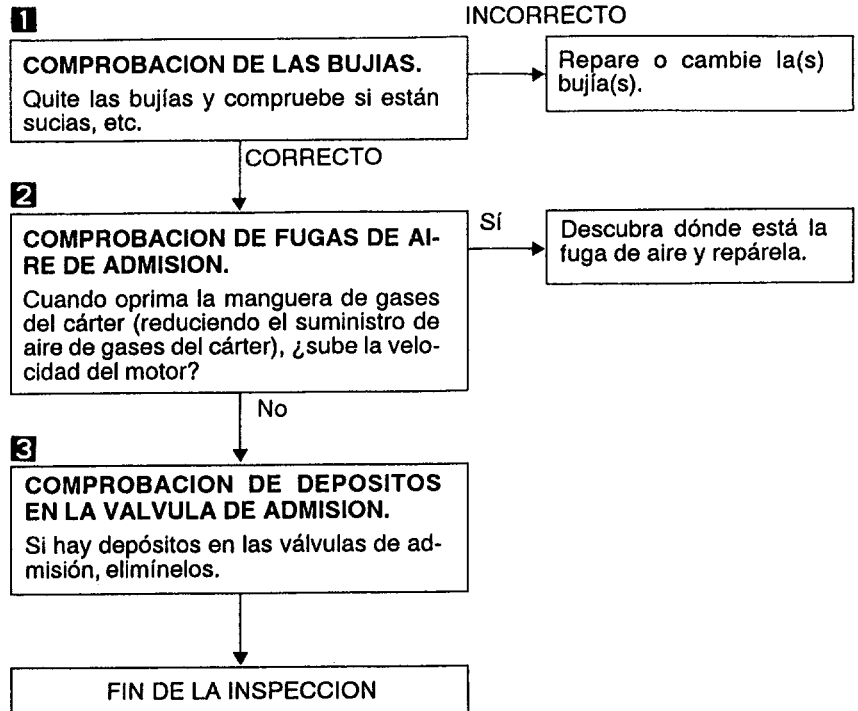 1
INCORRECTO
COMPROBACION DE LAS BUJIAS.
Quite las bujías y compruebe si están
sucias, etc.
Repare o cambie la(s)
bujía(s).
CORRECTO
2
COMPROBACION DE FUGAS DE AI-
RE DE ADMISION.
Cuando oprima la manguera de gases
del cárter (reduciendo el suministro de
aire de gases del cárter), ¿sube la velo-
cidad del motor?
Sí
Descubra dónde está la
fuga de aire y repárela.
No
3
COMPROBACION DE DEPOSITOS
EN LA VALVULA DE ADMISION.
Si hay depósitos en las válvulas de ad-
misión, elimínelos.
FIN DE LA INSPECCION